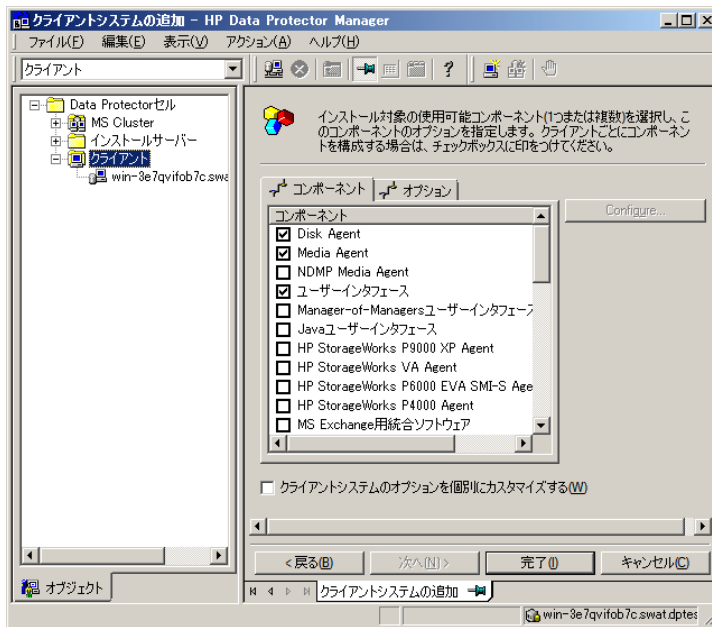 クライアントシステムの追加 - HP Data Protector Manager
ファイル(F) 編集(E) 表示(V) アクション(A) ヘルプ(H)
クライアント
Data Protectorセル
MS Cluster
インストールサーバー
クライアント
win-3e7qvifob7c.swa
インストール対象の使用可能コンポーネント(1つまたは複数)を選択し、こ
のコンポーネントのオプションを指定します。クライアントごとにコンポーネン
トを構成する場合は、チェックボックスに印をつけてください。
コンポーネント オプション
コンポーネント
Disk Agent
Media Agent
NDMP Media Agent
ユーザーインタフェース
Manager-of-Managersユーザーインタフェース
Javaユーザーインタフェース
HP StorageWorks P9000 XP Agent
HP StorageWorks VA Agent
HP StorageWorks P6000 EVA SMI-S Age
HP StorageWorks P4000 Agent
MS Exchange用統合ソフトウェア
Configure...
クライアントシステムのオプションを個別にカスタマイズする(W)
<戻る(B) 次へ(N)> 完了(I) キャンセル(C)
オブジェクト
クライアントシステムの追加
win-3e7qvifob7c.swat.dptes